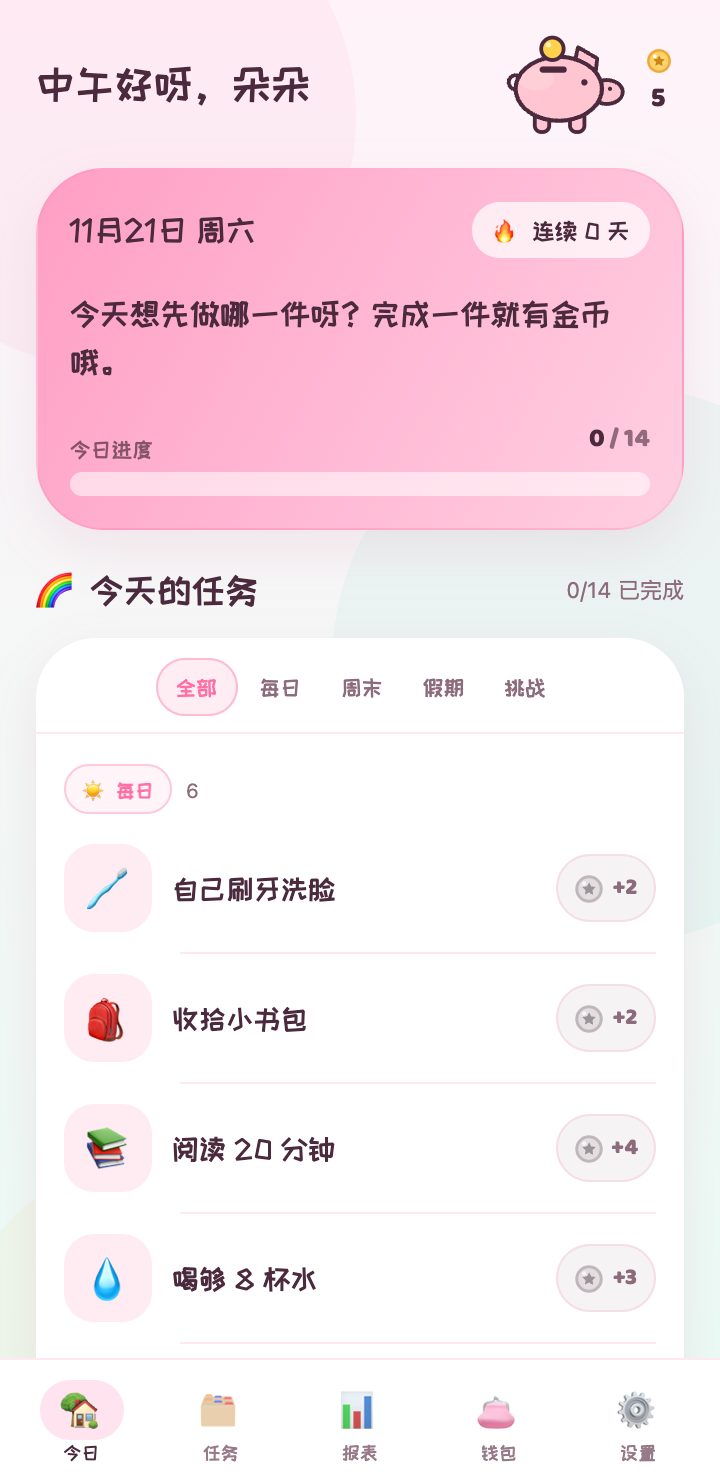 中午好呀，朵朵
5
11月21日 周六
连续 0 天
今天想先做哪一件呀？完成一件就有金币
哦。
今日进度
0 / 14
今天的任务
0/14 已完成
全部 每日 周末 假期 挑战
每日 6
自己刷牙洗脸 +2
收拾小书包 +2
阅读 20 分钟 +4
喝够 8 杯水 +3
今日 任务 报表 钱包 设置